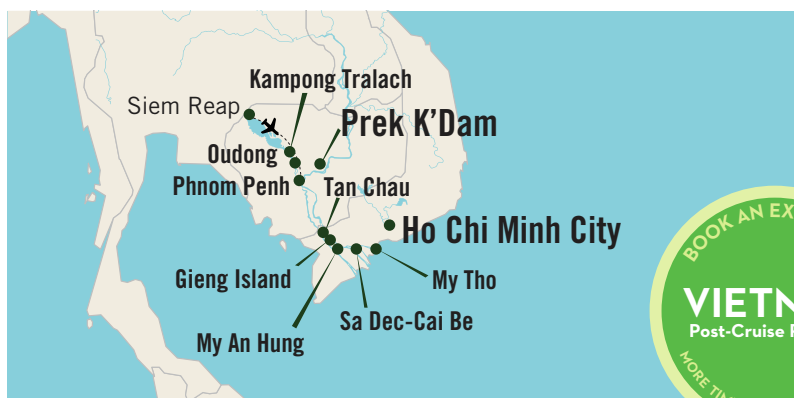 Kampong Tralach
Siem Reap
Prek K'Dam
Oudong
Phnom Penh
Tan Chau
Ho Chi Minh City
Gieng Island
My Tho
Sa Dec-Cai Be
My An Hung
BOOK AN EX
VIETN
Post-Cruise
MORE